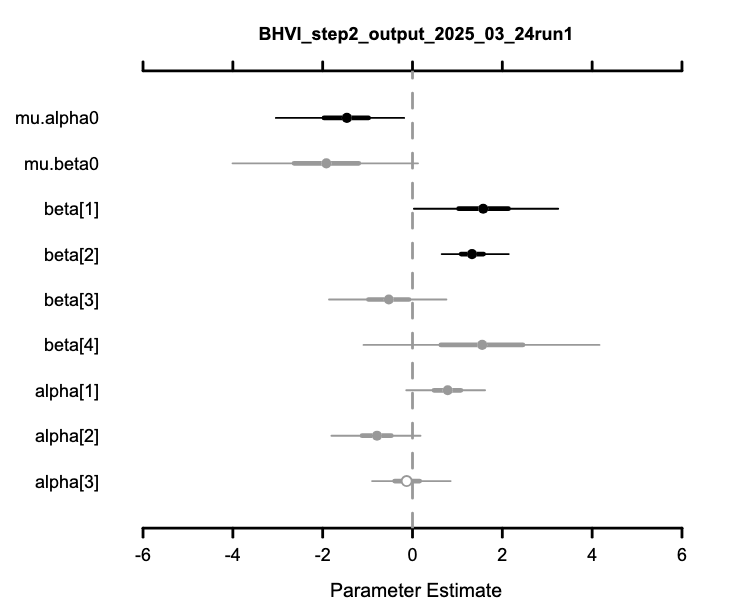 BHVI_step2_output_2025_03_24run1
mu.alpha0
mu.beta0
beta[1]
beta[2]
beta[3]
beta[4]
alpha[1]
alpha[2]
alpha[3]
-6 -4 -2 0 2 4 6
Parameter Estimate